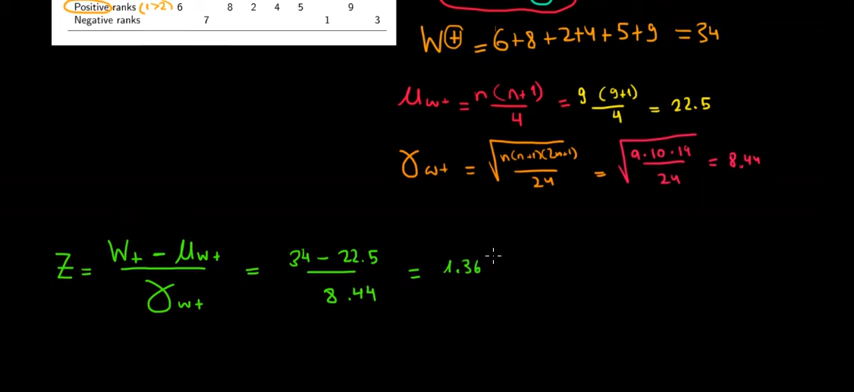 Positive ranks (1>2) 6 8 2 4 5 9
Negative ranks 7 1 3
W⊕ = 6+8+2+4+5+9 = 34
μw+ = n(n+1)/4 = 9(9+1)/4 = 22.5
γw+ = √(n(n+1)(2n+1)/24) = √(9·10·19/24) = 8.44
Z = (W+ − μw+)/γw+ = (34 − 22.5)/8.44 = 1.36